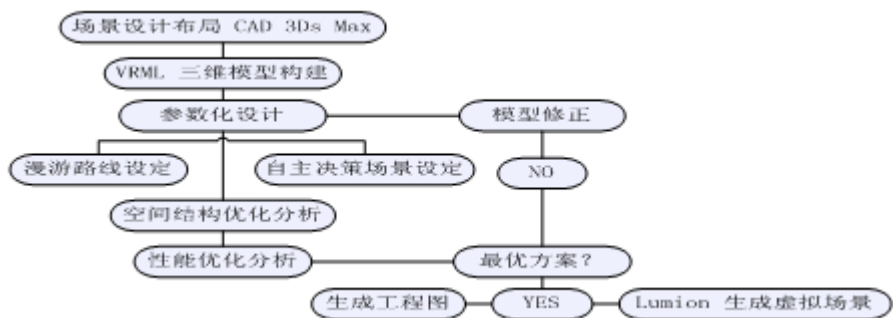 场景设计布局 CAD 3Ds Max
VRML 三维模型构建
参数化设计
模型修正
漫游路线设定
自主决策场景设定
NO
空间结构优化分析
性能优化分析
最优方案?
生成工程图
YES
Lumion 生成虚拟场景